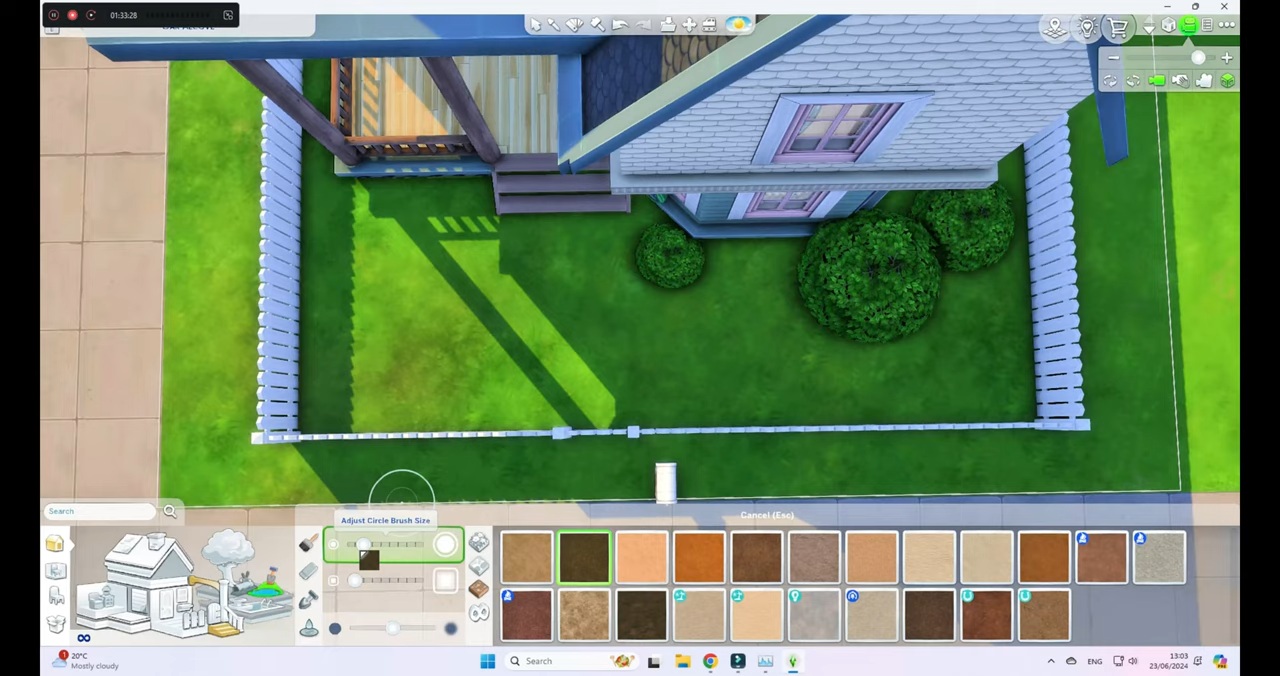 01:33:28
Search
Adjust Circle Brush Size
Cancel (Esc)
20°C
Mostly cloudy
1
Search
ENG
13:03
23/06/2024